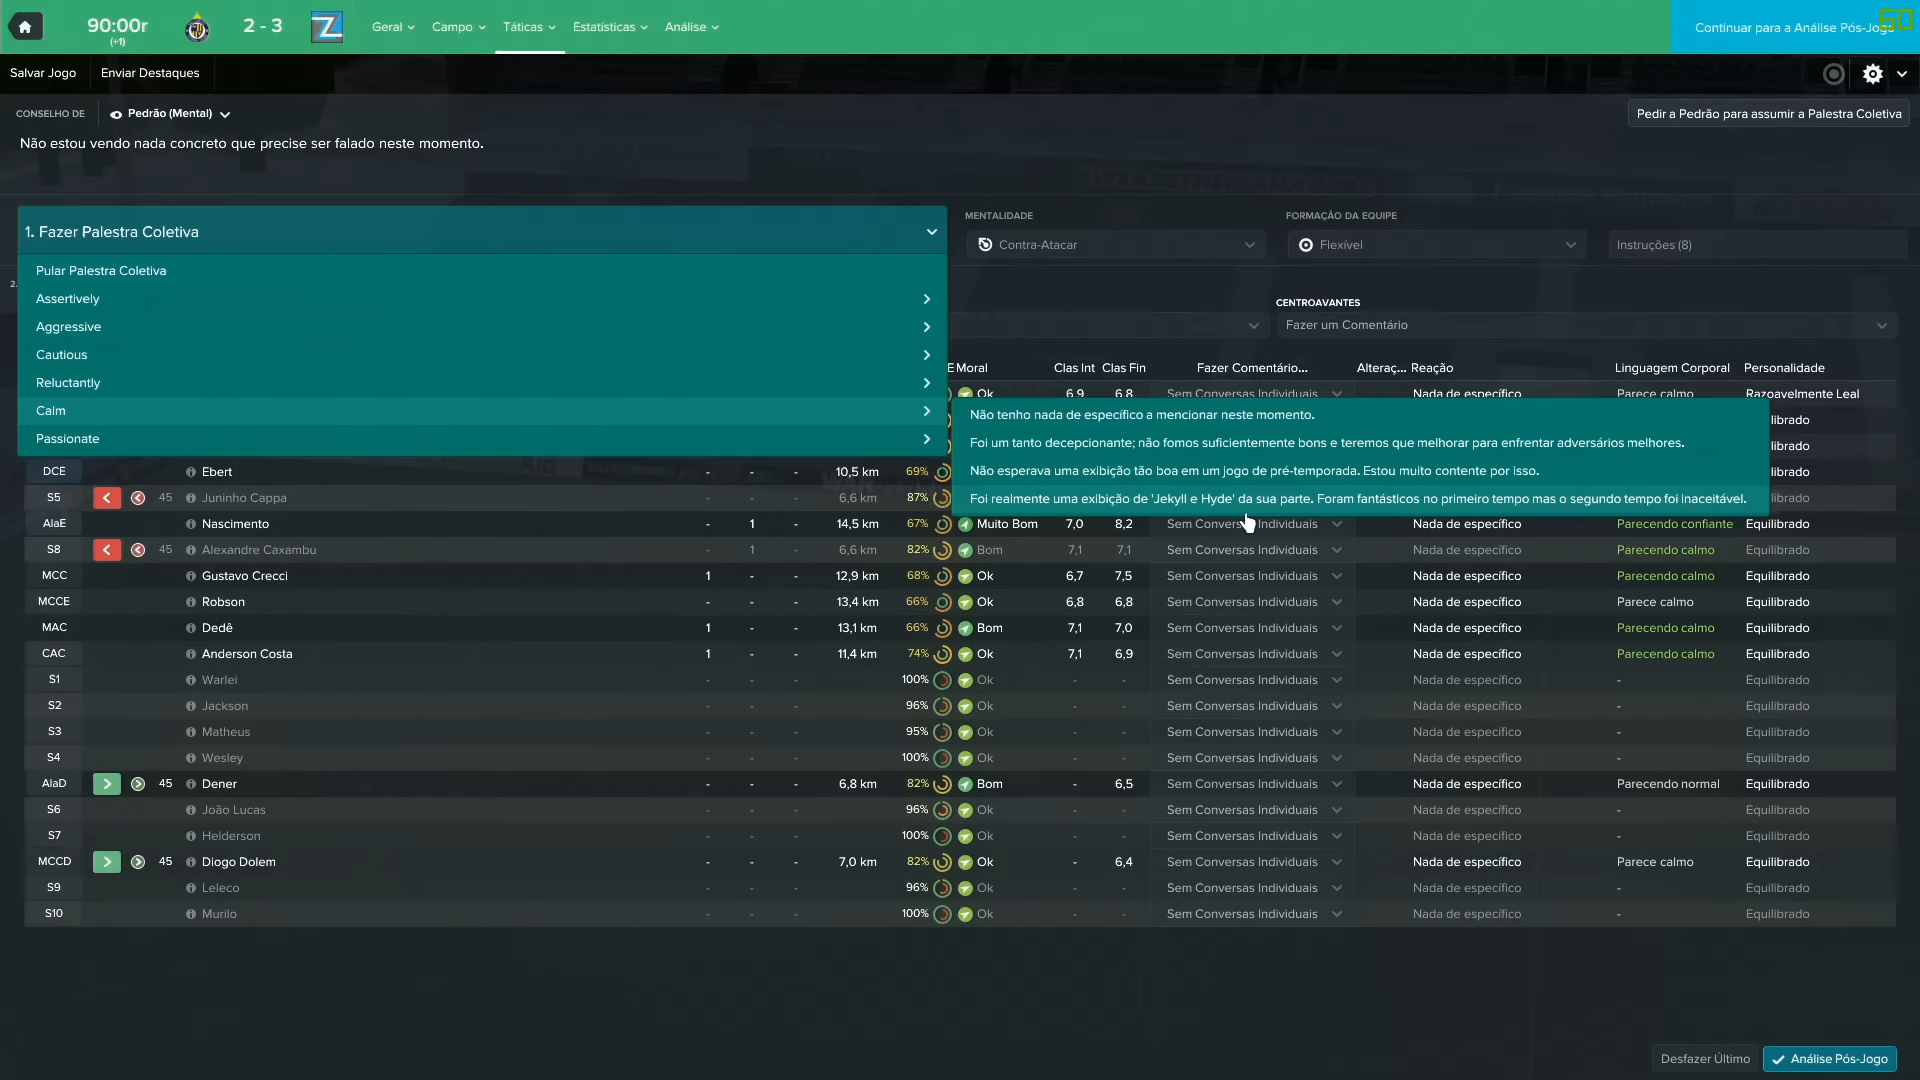 90:00r
(+1)
2 - 3
Geral
Campo
Táticas
Estatísticas
Análise
Continuar para a Análise Pós-Jogo
60
Salvar Jogo
Enviar Destaques
CONSELHO DE
Pedrão (Mental)
Pedir a Pedrão para assumir a Palestra Coletiva
Não estou vendo nada concreto que precise ser falado neste momento.
1. Fazer Palestra Coletiva
MENTALIDADE
FORMAÇÃO DA EQUIPE
Contra-Atacar
Flexível
Instruções (8)
Pular Palestra Coletiva
2.
Assertively
CENTROAVANTES
Aggressive
Fazer um Comentário
Cautious
Reluctantly
Calm
Passionate
E Moral Clas Int Clas Fin Fazer Comentário... Alteraç... Reação Linguagem Corporal Personalidade
Ok 6,9 6,8 Sem Conversas Individuais Nada de específico Parece calmo Razoavelmente Leal
Não tenho nada de específico a mencionar neste momento.
Foi um tanto decepcionante; não fomos suficientemente bons e teremos que melhorar para enfrentar adversários melhores.
Não esperava uma exibição tão boa em um jogo de pré-temporada. Estou muito contente por isso.
Foi realmente uma exibição de 'Jekyll e Hyde' da sua parte. Foram fantásticos no primeiro tempo mas o segundo tempo foi inaceitável.
librado
librado
DCE Ebert - - - 10,5 km 69% librado
S5 45 Juninho Cappa - - - 6,6 km 87% librado
AlaE Nascimento - 1 - 14,5 km 67% Muito Bom 7,0 8,2 Sem Convers Individuais Nada de específico Parecendo confiante Equilibrado
S8 45 Alexandre Caxambu - 1 - 6,6 km 82% Bom 7,1 7,1 Sem Conversas Individuais Nada de específico Parecendo calmo Equilibrado
MCC Gustavo Crecci 1 - - 12,9 km 68% Ok 6,7 7,5 Sem Conversas Individuais Nada de específico Parecendo calmo Equilibrado
MCCE Robson - - - 13,4 km 66% Ok 6,8 6,8 Sem Conversas Individuais Nada de específico Parece calmo Equilibrado
MAC Dedê 1 - - 13,1 km 66% Bom 7,1 7,0 Sem Conversas Individuais Nada de específico Parecendo calmo Equilibrado
CAC Anderson Costa 1 - - 11,4 km 74% Ok 7,1 6,9 Sem Conversas Individuais Nada de específico Parecendo calmo Equilibrado
S1 Warlei - - - 100% Ok - - Sem Conversas Individuais Nada de específico - Equilibrado
S2 Jackson - - - 96% Ok - - Sem Conversas Individuais Nada de específico - Equilibrado
S3 Matheus - - - 95% Ok - - Sem Conversas Individuais Nada de específico - Equilibrado
S4 Wesley - - - 100% Ok - - Sem Conversas Individuais Nada de específico - Equilibrado
AlaD 45 Dener - - - 6,8 km 82% Bom - 6,5 Sem Conversas Individuais Nada de específico Parecendo normal Equilibrado
S6 João Lucas - - - 96% Ok - - Sem Conversas Individuais Nada de específico - Equilibrado
S7 Helderson - - - 100% Ok - - Sem Conversas Individuais Nada de específico - Equilibrado
MCCD 45 Diogo Dolem - - - 7,0 km 82% Ok - 6,4 Sem Conversas Individuais Nada de específico Parece calmo Equilibrado
S9 Leleco - - - 96% Ok - - Sem Conversas Individuais Nada de específico - Equilibrado
S10 Murilo - - - 100% Ok - - Sem Conversas Individuais Nada de específico - Equilibrado
Desfazer Último
Análise Pós-Jogo